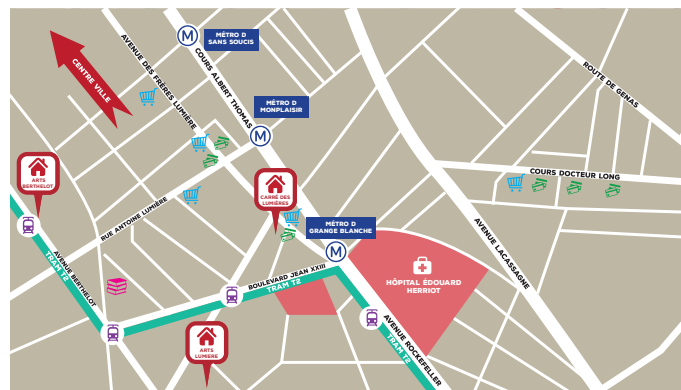 M
MÉTRO D
SANS SOUCIS
CENTRE VILLE
AVENUE DES FRÈRES LUMIÈRE
COURS ALBERT THOMAS
ROUTE DE GENAS
MÉTRO D
MONPLAISIR
M
ARTS
BERTHELOT
CARRÉ DES
LUMIÈRES
COURS DOCTEUR LONG
RUE ANTOINE LUMIÈRE
MÉTRO D
GRANGE BLANCHE
M
AVENUE LACASSAGNE
AVENUE BERTHELOT
TRAM T2
BOULEVARD JEAN XXIII
TRAM T2
HÔPITAL ÉDOUARD
HERRIOT
ARTS
LUMIERE
AVENUE ROCKEFELLER
TRAM T2